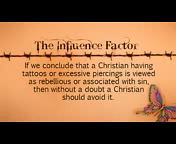 The Influence Factor
If we conclude that a Christian having
tattoos or excessive piercings is viewed
as rebellious or associated with sin,
then without a doubt a Christian
should avoid it.